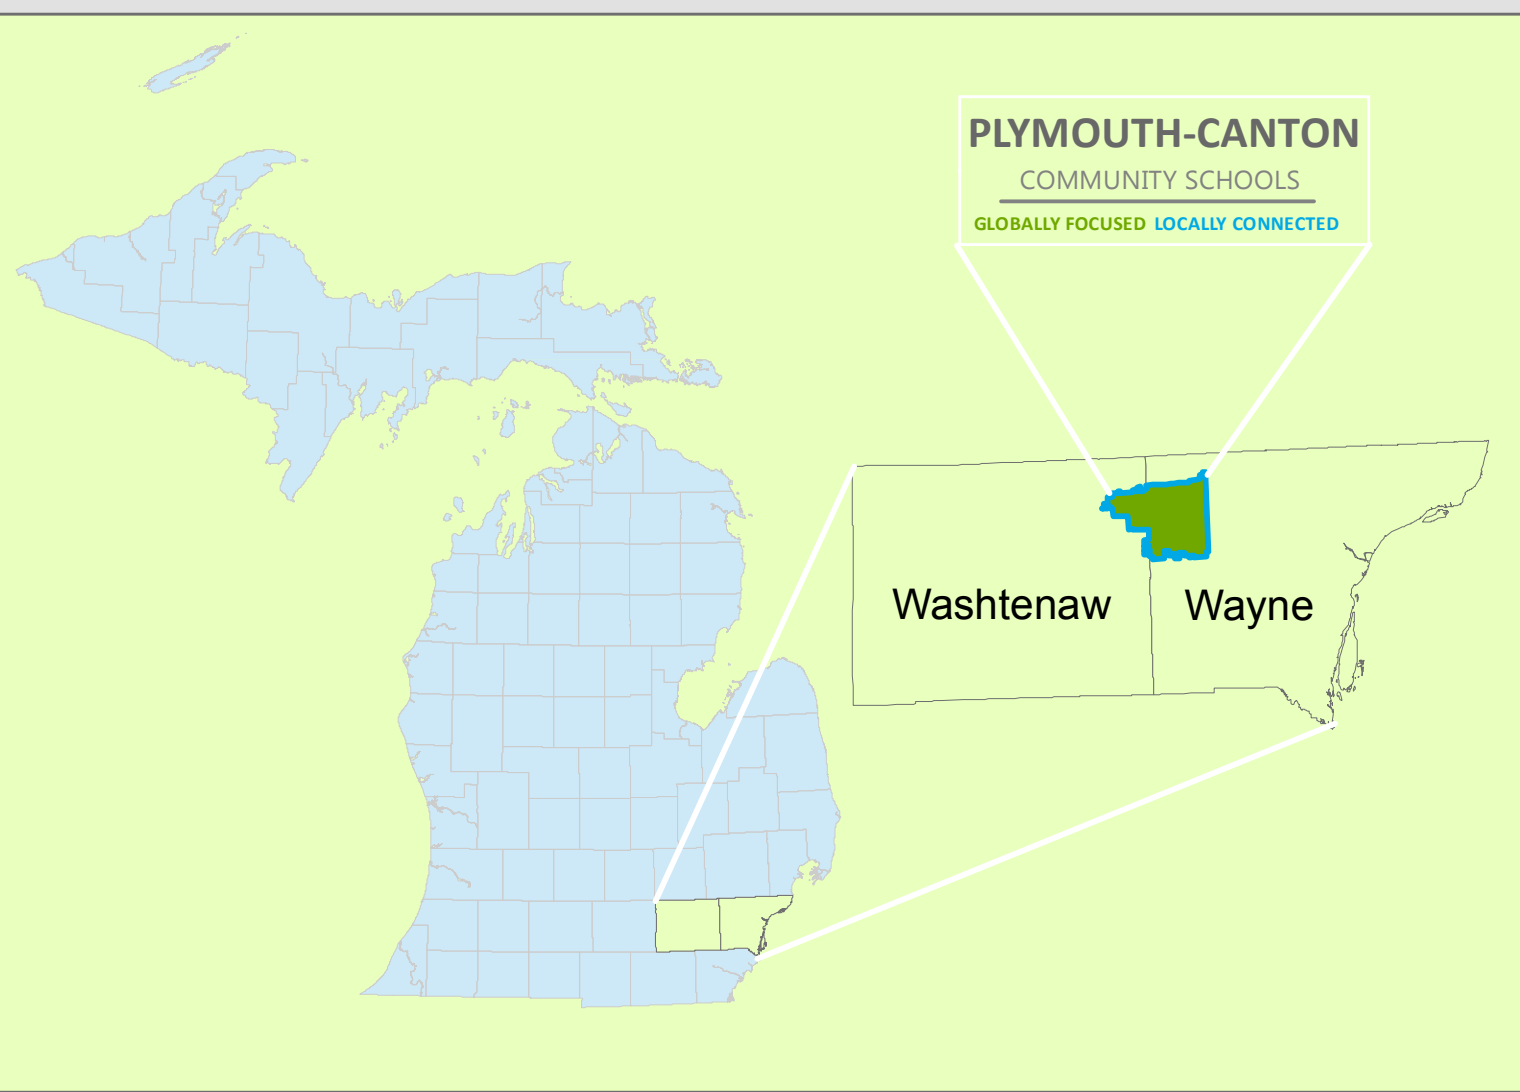 PLYMOUTH-CANTON
COMMUNITY SCHOOLS
GLOBALLY FOCUSED LOCALLY CONNECTED
Washtenaw
Wayne